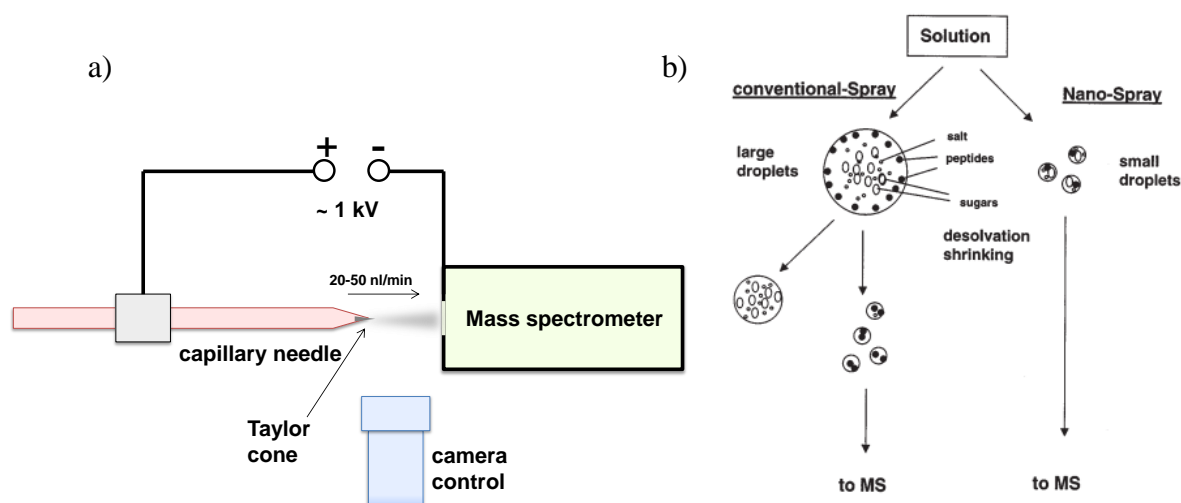 a)
+ -
~ 1 kV
20-50 nl/min
Mass spectrometer
capillary needle
Taylor
cone
camera
control
b)
Solution
conventional-Spray
Nano-Spray
large
droplets
salt
peptides
sugars
small
droplets
desolvation
shrinking
to MS
to MS